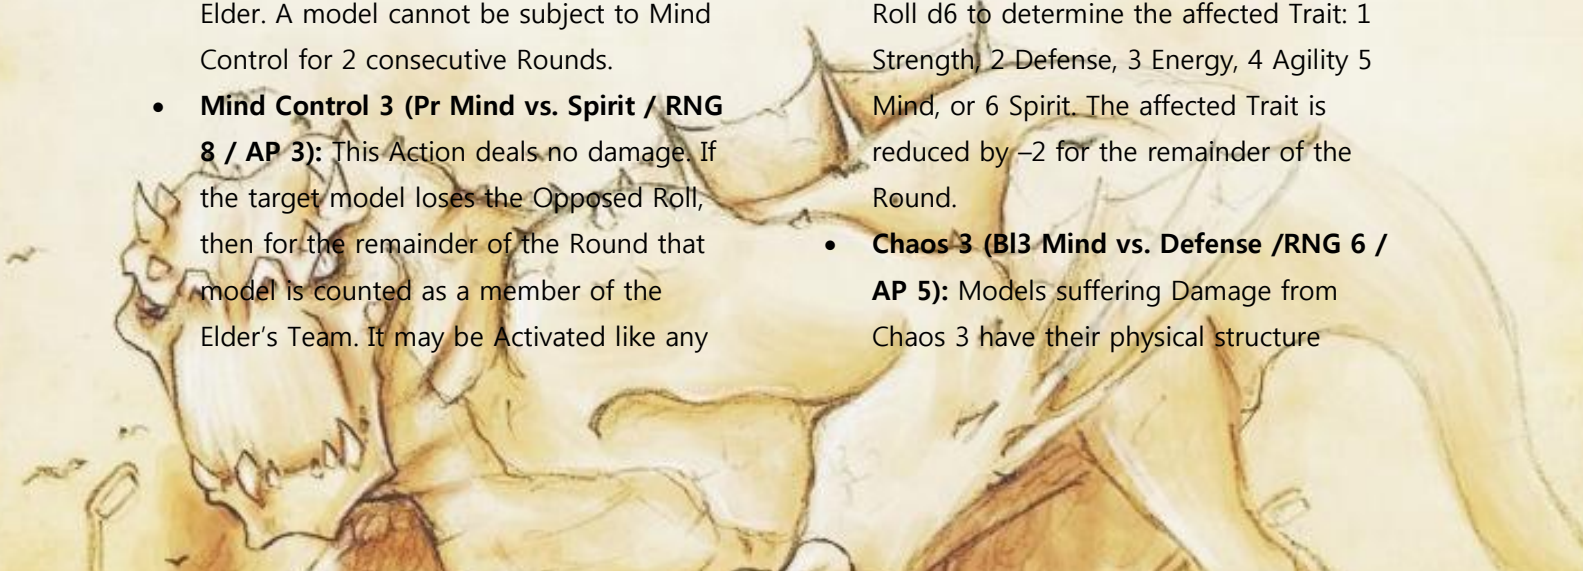 Elder. A model cannot be subject to Mind
Control for 2 consecutive Rounds.
• Mind Control 3 (Pr Mind vs. Spirit / RNG
8 / AP 3): This Action deals no damage. If
the target model loses the Opposed Roll,
then for the remainder of the Round that
model is counted as a member of the
Elder's Team. It may be Activated like any
Roll d6 to determine the affected Trait: 1
Strength, 2 Defense, 3 Energy, 4 Agility 5
Mind, or 6 Spirit. The affected Trait is
reduced by –2 for the remainder of the
Round.
• Chaos 3 (Bl3 Mind vs. Defense /RNG 6 /
AP 5): Models suffering Damage from
Chaos 3 have their physical structure